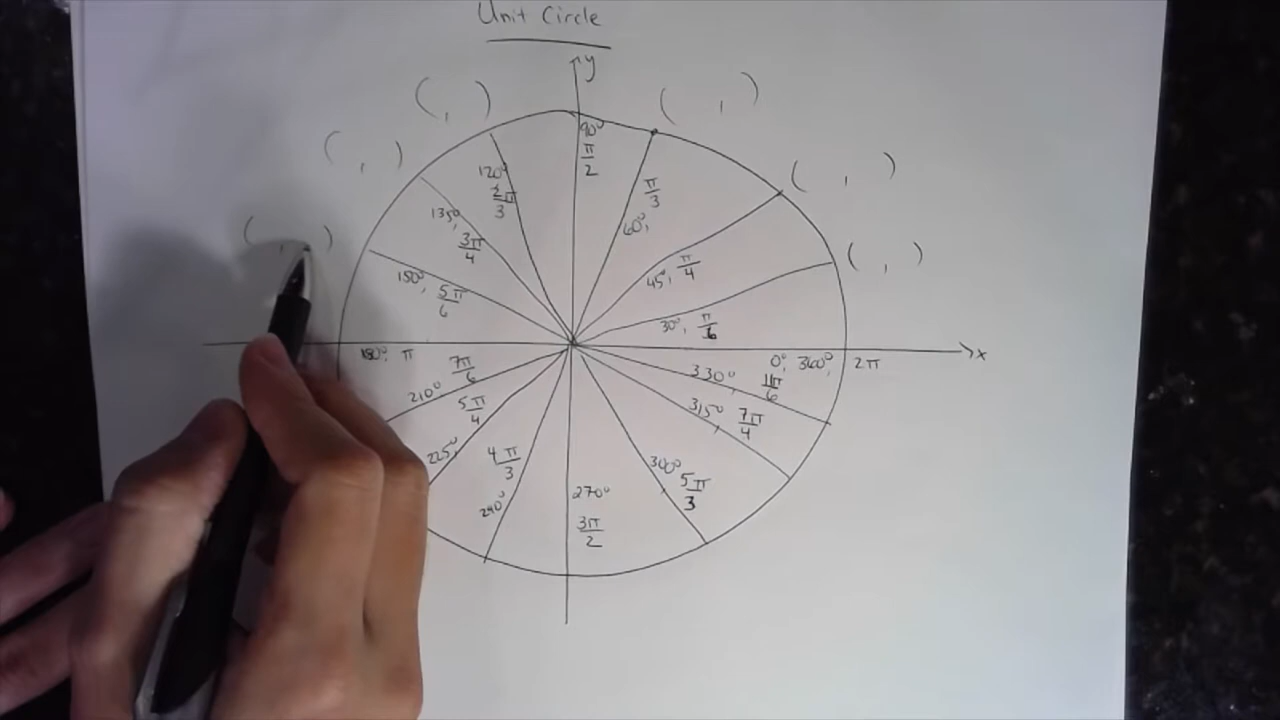 Unit Circle
y
( , )
( , )
( , )
( , )
( , )
( , )
90°
π/2
120°
2π/3
π/3
60°,
135°,
3π/4
45°, π/4
150°, 5π/6
30°, π/6
180°, π
0°, 360°, 2π
x
210°
7π/6
330°, 11π/6
225°,
5π/4
315° 7π/4
4π/3
240°
300°
5π/3
270°
3π/2